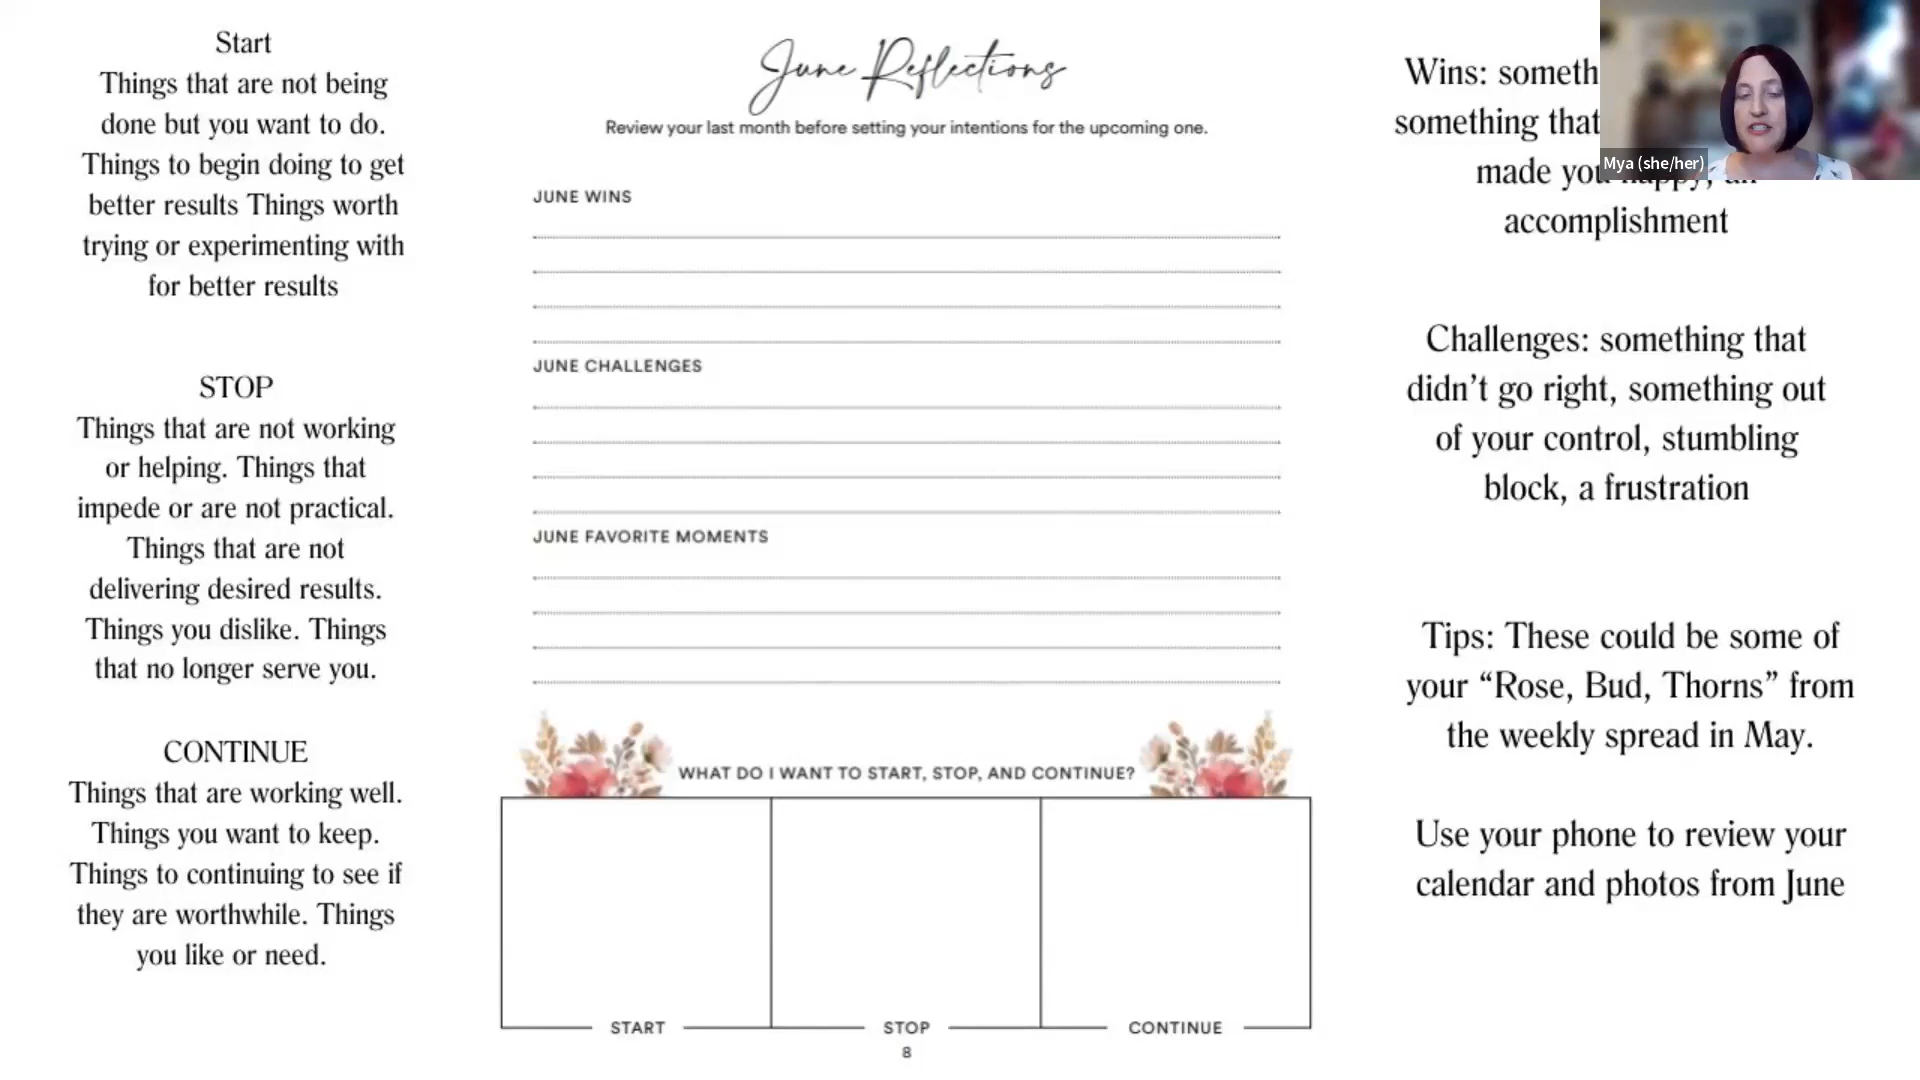 Start
Things that are not being
done but you want to do.
Things to begin doing to get
better results Things worth
trying or experimenting with
for better results
STOP
Things that are not working
or helping. Things that
impede or are not practical.
Things that are not
delivering desired results.
Things you dislike. Things
that no longer serve you.
CONTINUE
Things that are working well.
Things you want to keep.
Things to continuing to see if
they are worthwhile. Things
you like or need.
June Reflections
Review your last month before setting your intentions for the upcoming one.
JUNE WINS
JUNE CHALLENGES
JUNE FAVORITE MOMENTS
WHAT DO I WANT TO START, STOP, AND CONTINUE?
START
STOP
CONTINUE
8
Wins: someth
something that
made you happy, an
accomplishment
Challenges: something that
didn’t go right, something out
of your control, stumbling
block, a frustration
Tips: These could be some of
your “Rose, Bud, Thorns” from
the weekly spread in May.
Use your phone to review your
calendar and photos from June
Mya (she/her)